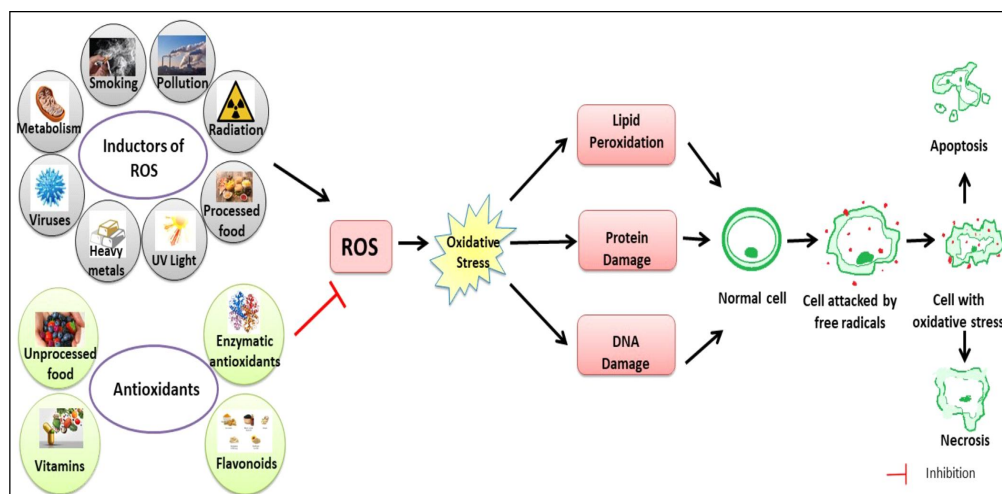 Smoking
Pollution
Metabolism
Radiation
Inductors of
ROS
Viruses
Processed
food
Heavy
metals
UV Light
Unprocessed
food
Enzymatic
antioxidants
Antioxidants
Vitamins
Flavonoids
ROS
Oxidative
Stress
Lipid
Peroxidation
Protein
Damage
DNA
Damage
Normal cell
Cell attacked by
free radicals
Cell with
oxidative stress
Apoptosis
Necrosis
Inhibition